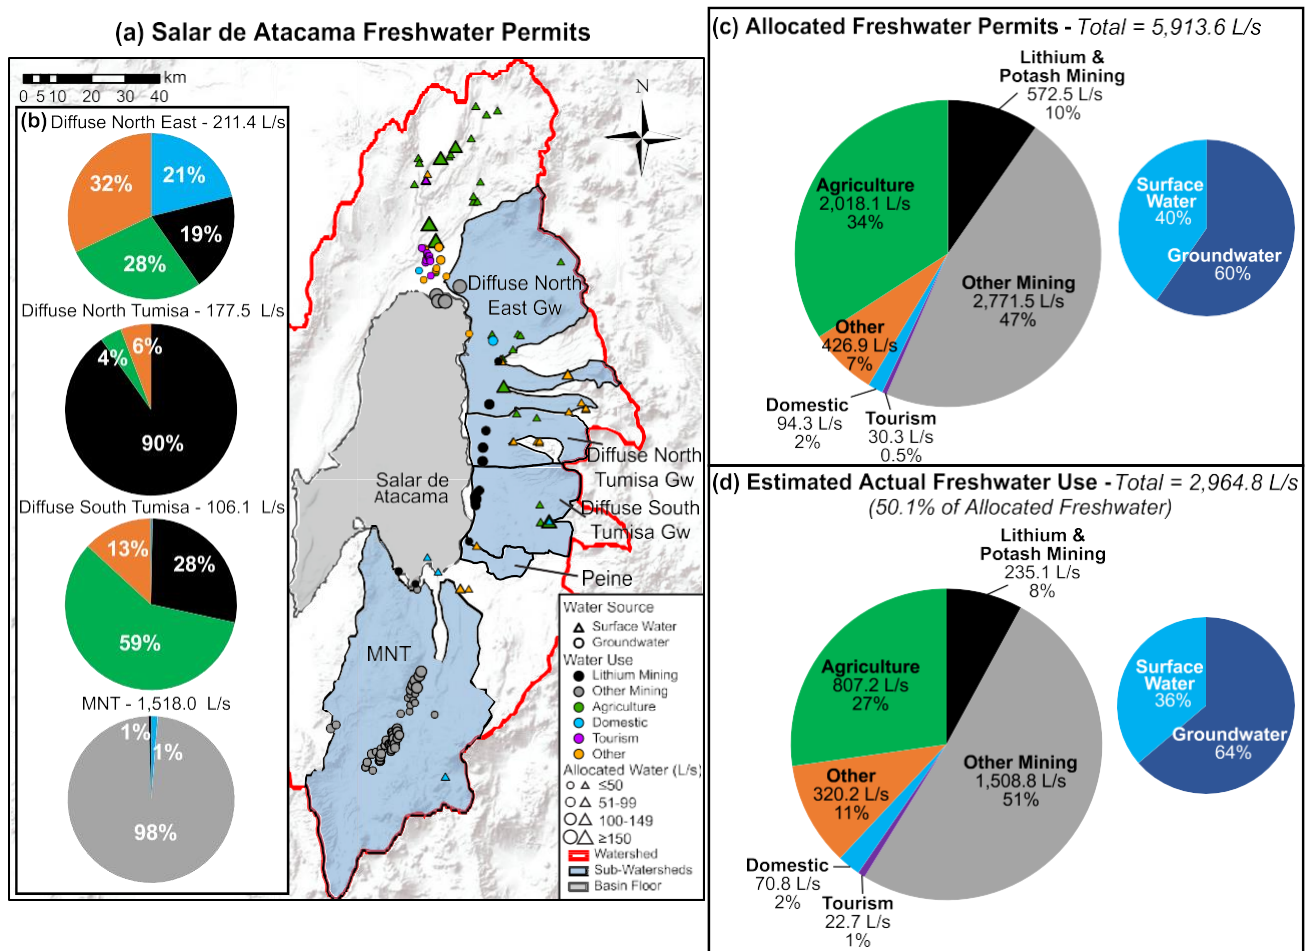 (a) Salar de Atacama Freshwater Permits
km
0 5 10 20 30 40
N
(b) Diffuse North East - 211.4 L/s
32%
21%
19%
28%
Diffuse North Tumisa - 177.5 L/s
4%
6%
90%
Diffuse South Tumisa - 106.1 L/s
13%
28%
59%
MNT - 1,518.0 L/s
1%
1%
98%
Diffuse North
East Gw
Diffuse North
Tumisa Gw
Salar de
Atacama
Diffuse South
Tumisa Gw
Peine
MNT
Water Source
Surface Water
Groundwater
Water Use
Lithium Mining
Other Mining
Agriculture
Domestic
Tourism
Other
Allocated Water (L/s)
≤50
51-99
100-149
≥150
Watershed
Sub-Watersheds
Basin Floor
(c) Allocated Freshwater Permits - Total = 5,913.6 L/s
Lithium &
Potash Mining
572.5 L/s
10%
Agriculture
2,018.1 L/s
34%
Other Mining
2,771.5 L/s
47%
Other
426.9 L/s
7%
Domestic
94.3 L/s
2%
Tourism
30.3 L/s
0.5%
Surface
Water
40%
Groundwater
60%
(d) Estimated Actual Freshwater Use - Total = 2,964.8 L/s
(50.1% of Allocated Freshwater)
Lithium &
Potash Mining
235.1 L/s
8%
Agriculture
807.2 L/s
27%
Other Mining
1,508.8 L/s
51%
Other
320.2 L/s
11%
Domestic
70.8 L/s
2%
Tourism
22.7 L/s
1%
Surface
Water
36%
Groundwater
64%